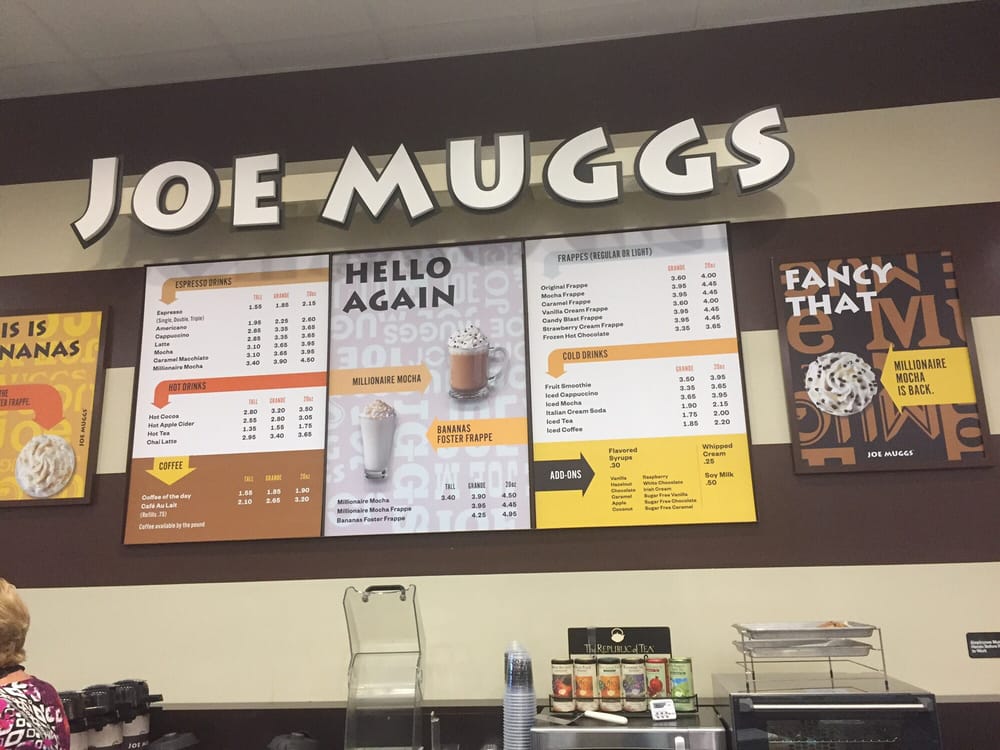 JOE MUGGS
IS IS
NANAS
THE
FRAPPE.
JOE MUGGS
ESPRESSO DRINKS
TALL GRANDE 20oz
Espresso 1.55 1.85 2.15
(Single, Double, Triple)
Americano 1.95 2.25 2.60
Cappuccino 2.65 3.35 3.65
Latte 2.85 3.35 3.65
Mocha 3.10 3.65 3.95
Caramel Macchiato 3.10 3.65 3.95
Millionaire Mocha 3.40 3.90 4.50
HOT DRINKS
TALL GRANDE 20oz
Hot Cocoa 2.80 3.20 3.50
Hot Apple Cider 2.55 2.80 3.05
Hot Tea 1.35 1.55 1.75
Chai Latte 2.95 3.40 3.65
COFFEE
TALL GRANDE 20oz
Coffee of the day 1.55 1.85 1.90
Café Au Lait 2.10 2.65 3.20
(Refills .75)
Coffee available by the pound
HELLO
AGAIN
MILLIONAIRE MOCHA
BANANAS
FOSTER FRAPPE
TALL GRANDE 20oz
Millionaire Mocha 3.40 3.90 4.50
Millionaire Mocha Frappe 3.95 4.45
Bananas Foster Frappe 4.25 4.95
FRAPPES (REGULAR OR LIGHT)
GRANDE 20oz
Original Frappe 3.60 4.00
Mocha Frappe 3.95 4.45
Caramel Frappe 3.95 4.45
Vanilla Cream Frappe 3.60 4.00
Candy Blast Frappe 3.95 4.45
Strawberry Cream Frappe 3.95 4.45
Frozen Hot Chocolate 3.35 3.65
COLD DRINKS
GRANDE 20oz
Fruit Smoothie 3.50 3.95
Iced Cappuccino 3.35 3.65
Iced Mocha 3.65 3.95
Italian Cream Soda 1.90 2.15
Iced Tea 1.75 2.00
Iced Coffee 1.85 2.20
ADD-ONS
Flavored
Syrups
.30
Vanilla Raspberry
Hazelnut White Chocolate
Chocolate Irish Cream
Caramel Sugar Free Vanilla
Apple Sugar Free Chocolate
Coconut Sugar Free Caramel
Whipped
Cream
.25
Soy Milk
.50
FANCY
THAT
MILLIONAIRE
MOCHA
IS BACK.
JOE MUGGS
The REPUBLIC of TEA
Employees Must
Hands Before
to Work
JOE MUGGS